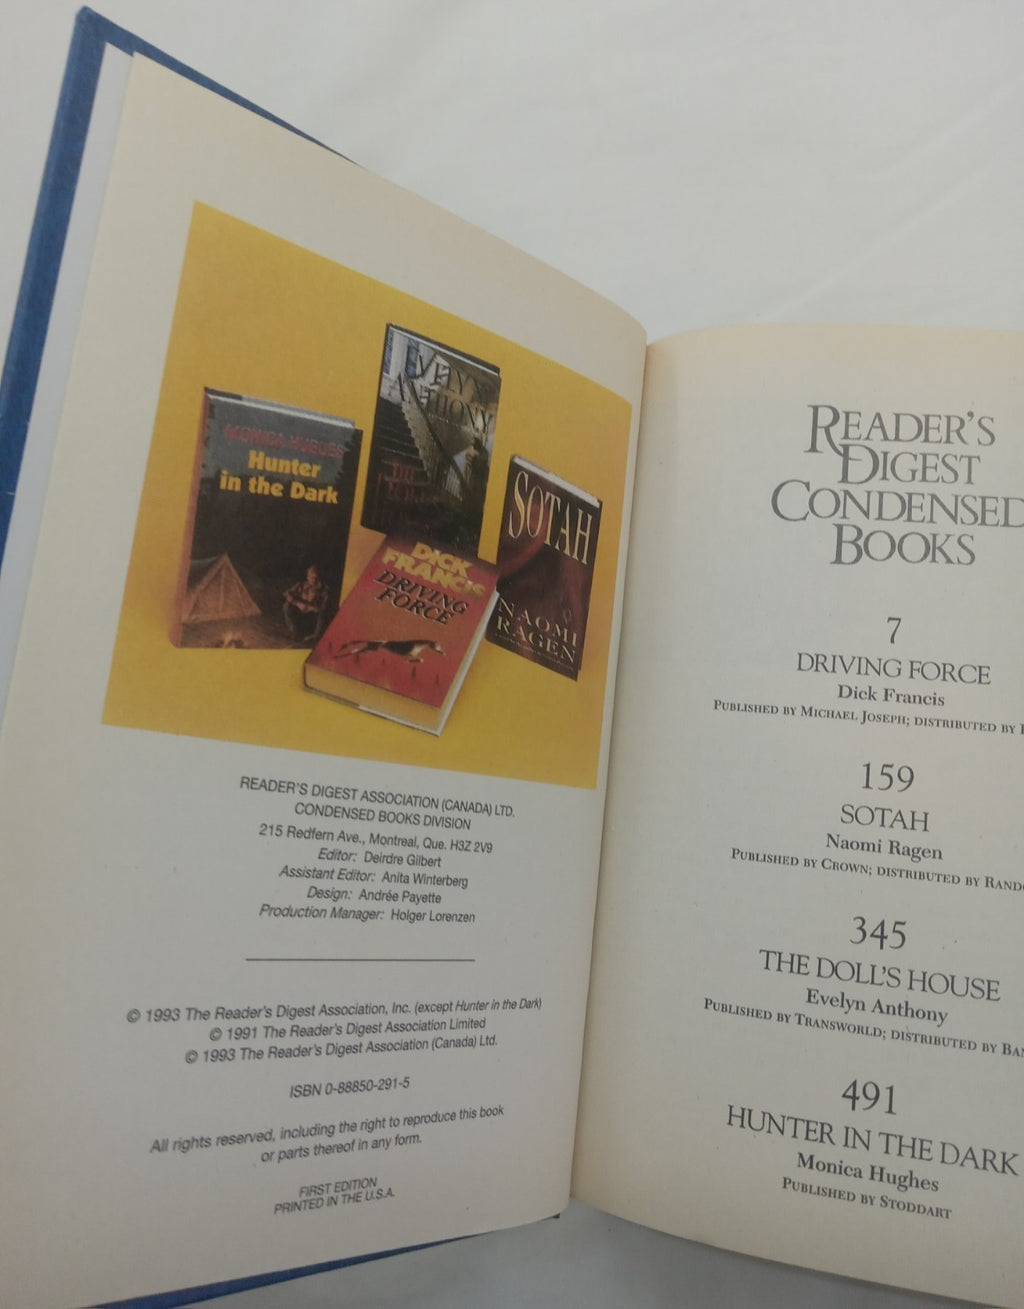 MONICA HUGHES
Hunter
in the Dark
EVELYN
ANTHONY
SOTAH
NAOMI
RAGEN
DICK
FRANCIS
DRIVING
FORCE
READER'S DIGEST ASSOCIATION (CANADA) LTD.
CONDENSED BOOKS DIVISION
215 Redfern Ave., Montreal, Que. H3Z 2V9
Editor: Deirdre Gilbert
Assistant Editor: Anita Winterberg
Design: Andrée Payette
Production Manager: Holger Lorenzen
© 1993 The Reader's Digest Association, Inc. (except Hunter in the Dark)
© 1991 The Reader's Digest Association Limited
© 1993 The Reader's Digest Association (Canada) Ltd.
ISBN 0-88850-291-5
All rights reserved, including the right to reproduce this book
or parts thereof in any form.
FIRST EDITION
PRINTED IN THE U.S.A.
READER'S
DIGEST
CONDENSED
BOOKS
7
DRIVING FORCE
Dick Francis
PUBLISHED BY MICHAEL JOSEPH; DISTRIBUTED BY
159
SOTAH
Naomi Ragen
PUBLISHED BY CROWN; DISTRIBUTED BY RANDO
345
THE DOLL'S HOUSE
Evelyn Anthony
PUBLISHED BY TRANSWORLD; DISTRIBUTED BY BAN
491
HUNTER IN THE DARK
Monica Hughes
PUBLISHED BY STODDART